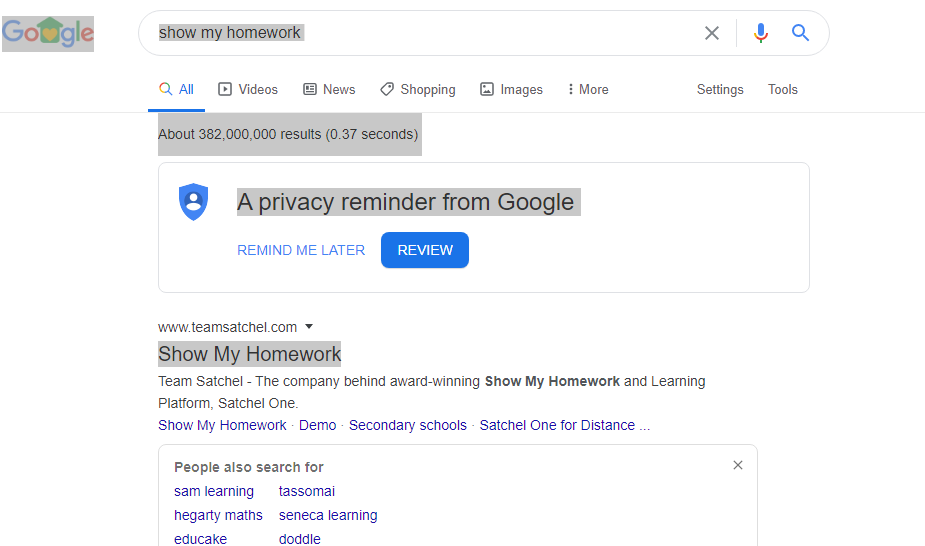 Google
show my homework
All Videos News Shopping Images More Settings Tools
About 382,000,000 results (0.37 seconds)
A privacy reminder from Google
REMIND ME LATER REVIEW
www.teamsatchel.com
Show My Homework
Team Satchel - The company behind award-winning Show My Homework and Learning
Platform, Satchel One.
Show My Homework · Demo · Secondary schools · Satchel One for Distance ...
People also search for
sam learning tassomai
hegarty maths seneca learning
educake doddle